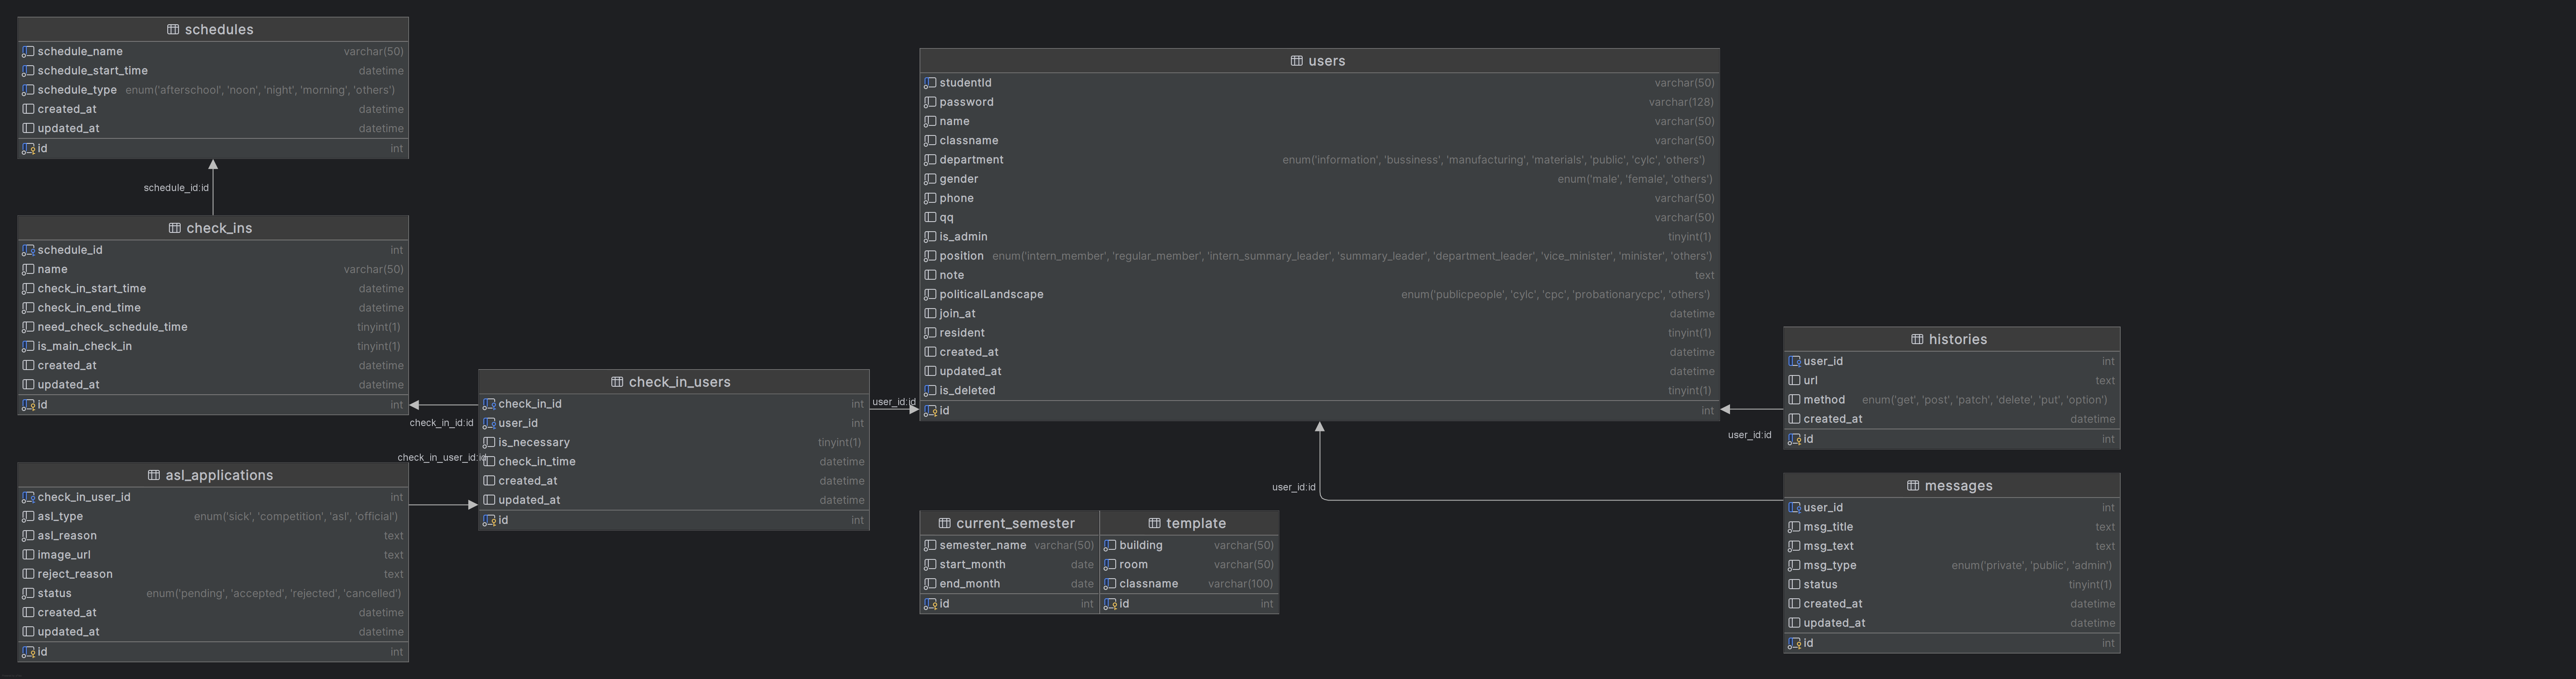 schedules
schedule_name varchar(50)
schedule_start_time datetime
schedule_type enum('afterschool', 'noon', 'night', 'morning', 'others')
created_at datetime
updated_at datetime
id int
schedule_id:id
check_ins
schedule_id int
name varchar(50)
check_in_start_time datetime
check_in_end_time datetime
need_check_schedule_time tinyint(1)
is_main_check_in tinyint(1)
created_at datetime
updated_at datetime
id int
check_in_id:id
check_in_user_id:id
asl_applications
check_in_user_id int
asl_type enum('sick', 'competition', 'asl', 'official')
asl_reason text
image_url text
reject_reason text
status enum('pending', 'accepted', 'rejected', 'cancelled')
created_at datetime
updated_at datetime
id int
check_in_users
check_in_id int
user_id int
is_necessary tinyint(1)
check_in_time datetime
created_at datetime
updated_at datetime
id int
user_id:id
users
studentId varchar(50)
password varchar(128)
name varchar(50)
classname varchar(50)
department enum('information', 'bussiness', 'manufacturing', 'materials', 'public', 'cylc', 'others')
gender enum('male', 'female', 'others')
phone varchar(50)
qq varchar(50)
is_admin tinyint(1)
position enum('intern_member', 'regular_member', 'intern_summary_leader', 'summary_leader', 'department_leader', 'vice_minister', 'minister', 'others')
note text
politicalLandscape enum('publicpeople', 'cylc', 'cpc', 'probationarycpc', 'others')
join_at datetime
resident tinyint(1)
created_at datetime
updated_at datetime
is_deleted tinyint(1)
id int
user_id:id
current_semester
semester_name varchar(50)
start_month date
end_month date
id int
template
building varchar(50)
room varchar(50)
classname varchar(100)
id int
user_id:id
histories
user_id int
url text
method enum('get', 'post', 'patch', 'delete', 'put', 'option')
created_at datetime
id int
messages
user_id int
msg_title text
msg_text text
msg_type enum('private', 'public', 'admin')
status tinyint(1)
created_at datetime
updated_at datetime
id int